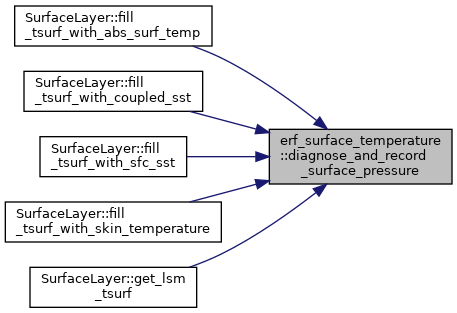 SurfaceLayer::fill
_tsurf_with_abs_surf_temp
SurfaceLayer::fill
_tsurf_with_coupled_sst
SurfaceLayer::fill
_tsurf_with_sfc_sst
SurfaceLayer::fill
_tsurf_with_skin_temperature
SurfaceLayer::get_lsm
_tsurf
erf_surface_temperature
::diagnose_and_record
_surface_pressure